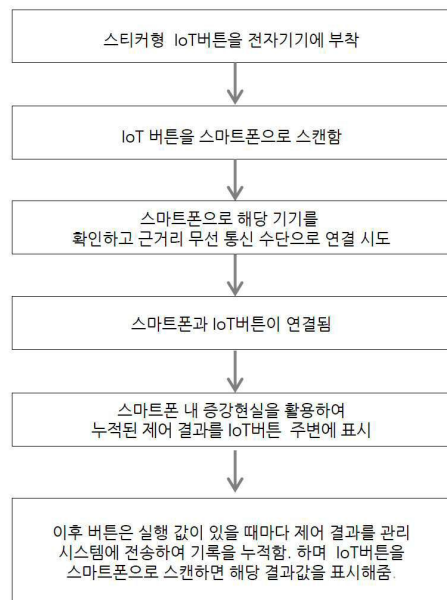 스티커형 IoT버튼을 전자기기에 부착
IoT 버튼을 스마트폰으로 스캔함
스마트폰으로 해당 기기를
확인하고 근거리 무선 통신 수단으로 연결 시도
스마트폰과 IoT버튼이 연결됨
스마트폰 내 증강현실을 활용하여
누적된 제어 결과를 IoT버튼 주변에 표시
이후 버튼은 실행 값이 있을 때마다 제어 결과를 관리
시스템에 전송하여 기록을 누적함. 하며 IoT버튼을
스마트폰으로 스캔하면 해당 결과값을 표시해줌.